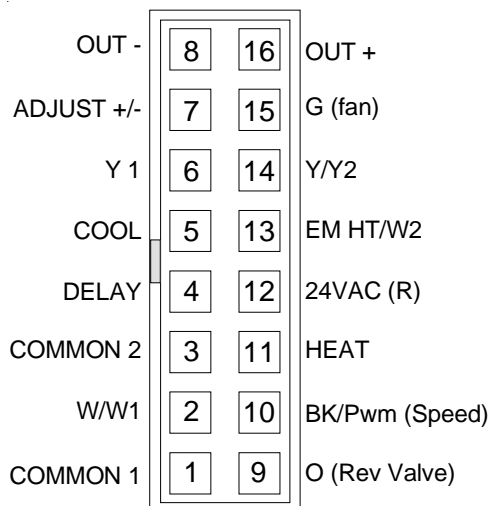 OUT - 8 16 OUT +
ADJUST +/- 7 15 G (fan)
Y 1 6 14 Y/Y2
COOL 5 13 EM HT/W2
DELAY 4 12 24VAC (R)
COMMON 2 3 11 HEAT
W/W1 2 10 BK/Pwm (Speed)
COMMON 1 1 9 O (Rev Valve)